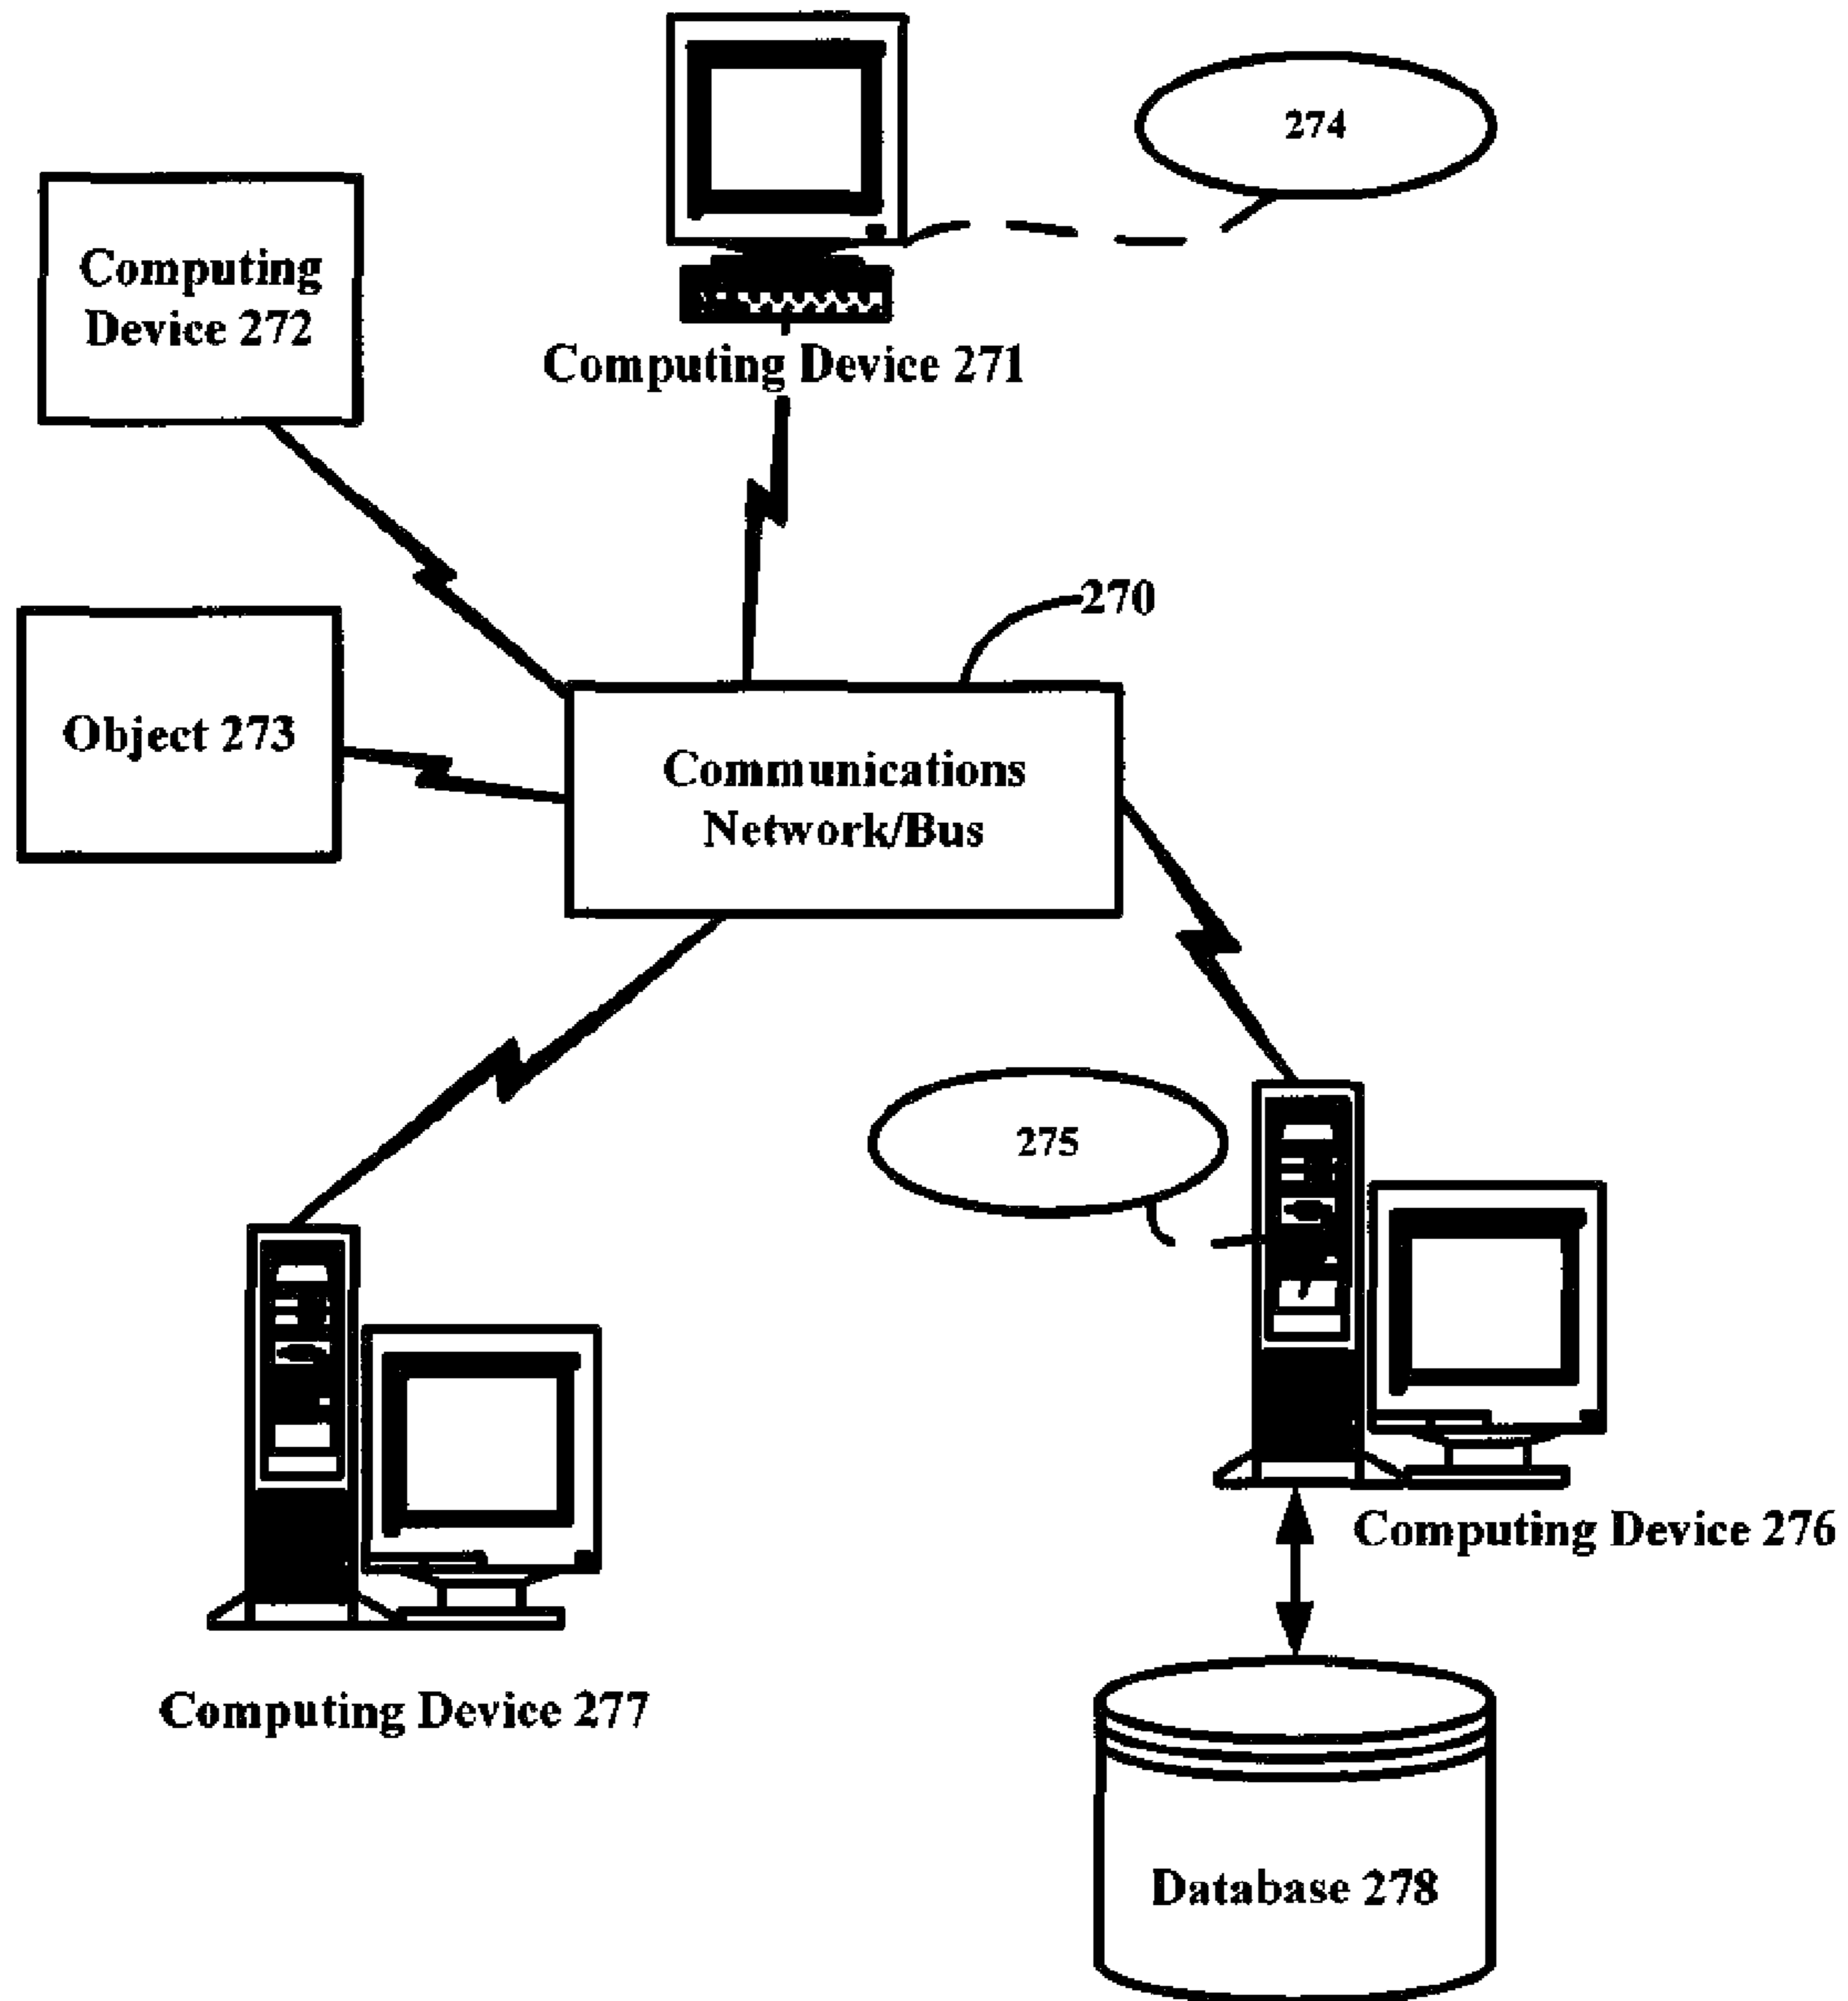 274
Computing
Device 272
Computing Device 271
270
Object 273
Communications
Network/Bus
275
Computing Device 276
Computing Device 277
Database 278